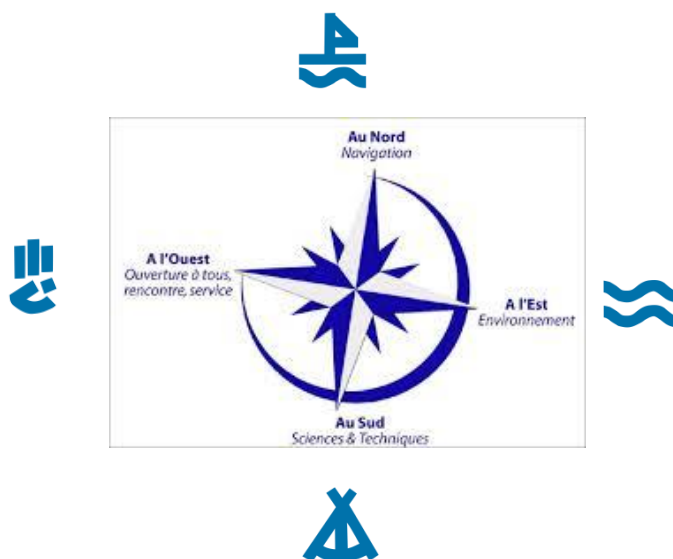 Au Nord
Navigation
A l'Ouest
Ouverture à tous,
rencontre, service
A l'Est
Environnement
Au Sud
Sciences & Techniques